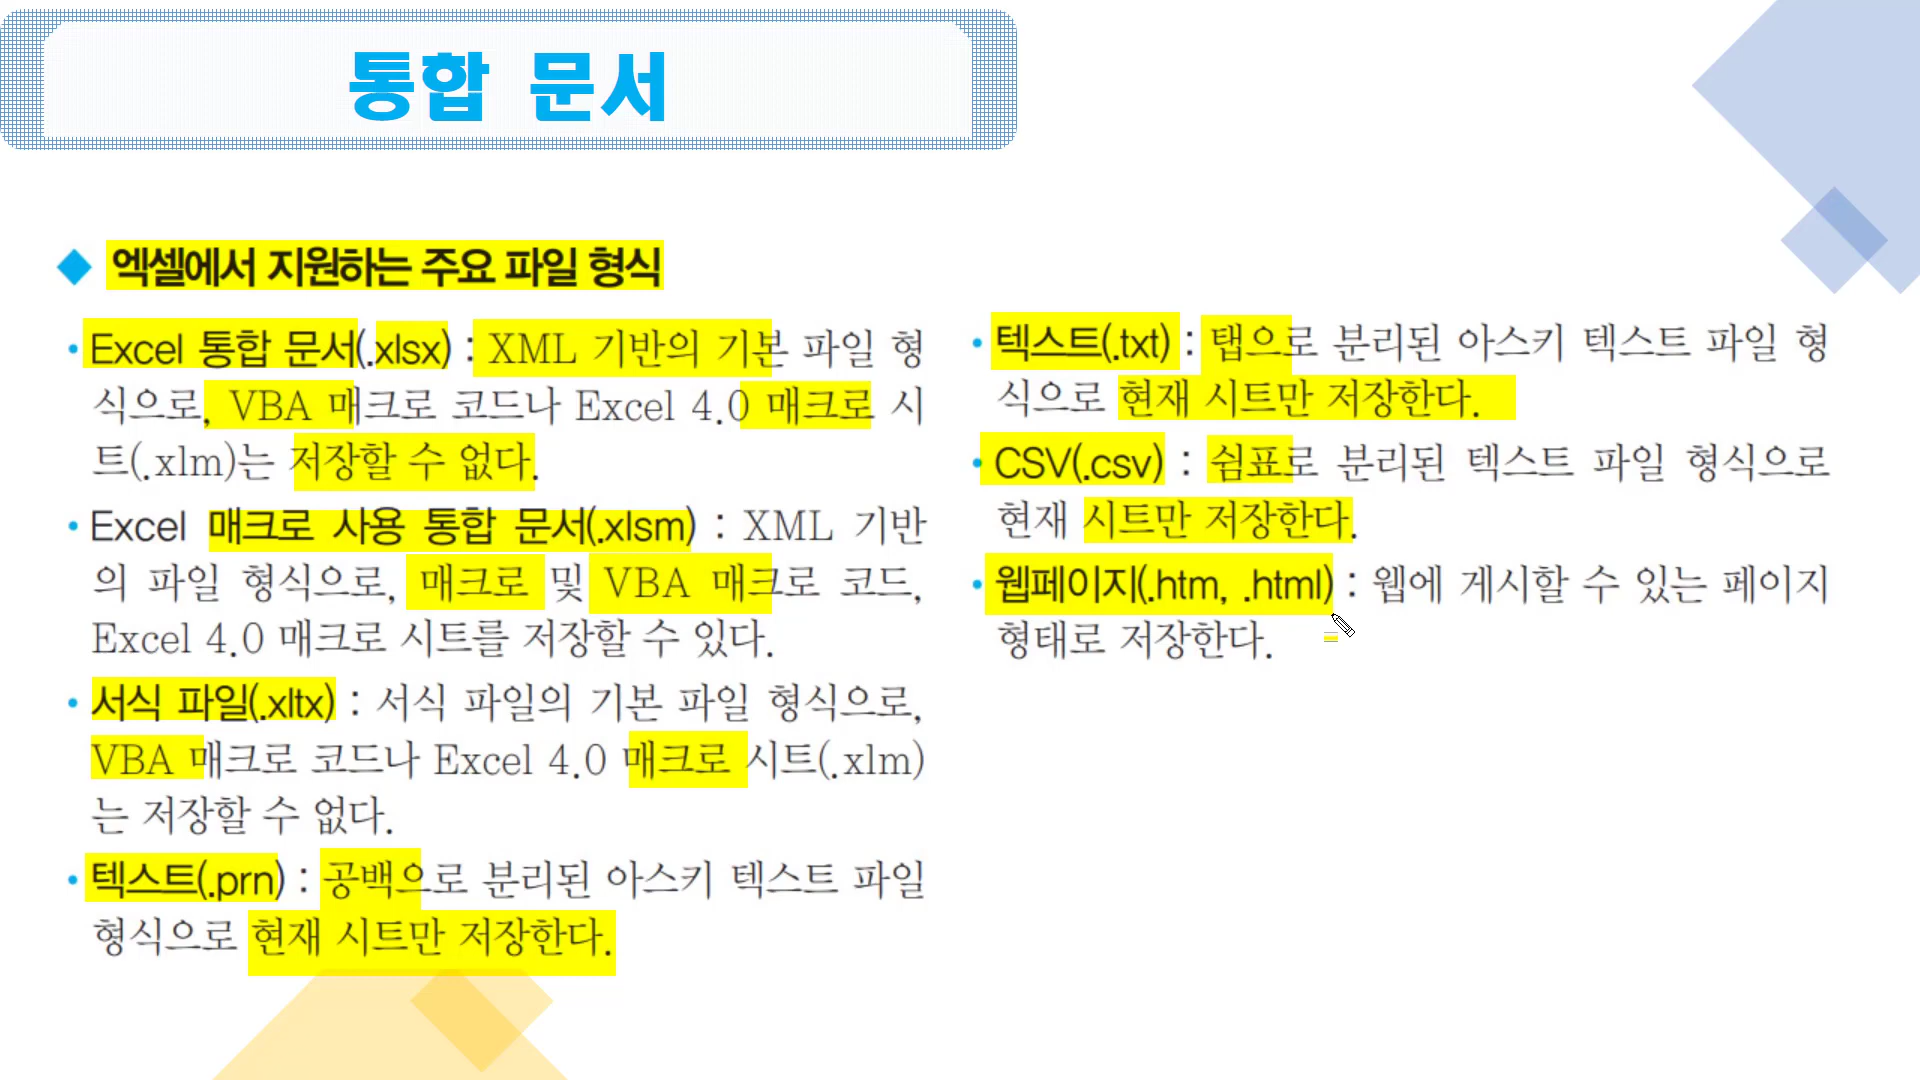 통합 문서
엑셀에서 지원하는 주요 파일 형식
• Excel 통합 문서(.xlsx) : XML 기반의 기본 파일 형
식으로, VBA 매크로 코드나 Excel 4.0 매크로 시
트(.xlm)는 저장할 수 없다.
• Excel 매크로 사용 통합 문서(.xlsm) : XML 기반
의 파일 형식으로, 매크로 및 VBA 매크로 코드,
Excel 4.0 매크로 시트를 저장할 수 있다.
• 서식 파일(.xltx) : 서식 파일의 기본 파일 형식으로,
VBA 매크로 코드나 Excel 4.0 매크로 시트(.xlm)
는 저장할 수 없다.
• 텍스트(.prn) : 공백으로 분리된 아스키 텍스트 파일
형식으로 현재 시트만 저장한다.
• 텍스트(.txt) : 탭으로 분리된 아스키 텍스트 파일 형
식으로 현재 시트만 저장한다.
• CSV(.csv) : 쉼표로 분리된 텍스트 파일 형식으로
현재 시트만 저장한다.
• 웹페이지(.htm, .html) : 웹에 게시할 수 있는 페이지
형태로 저장한다.